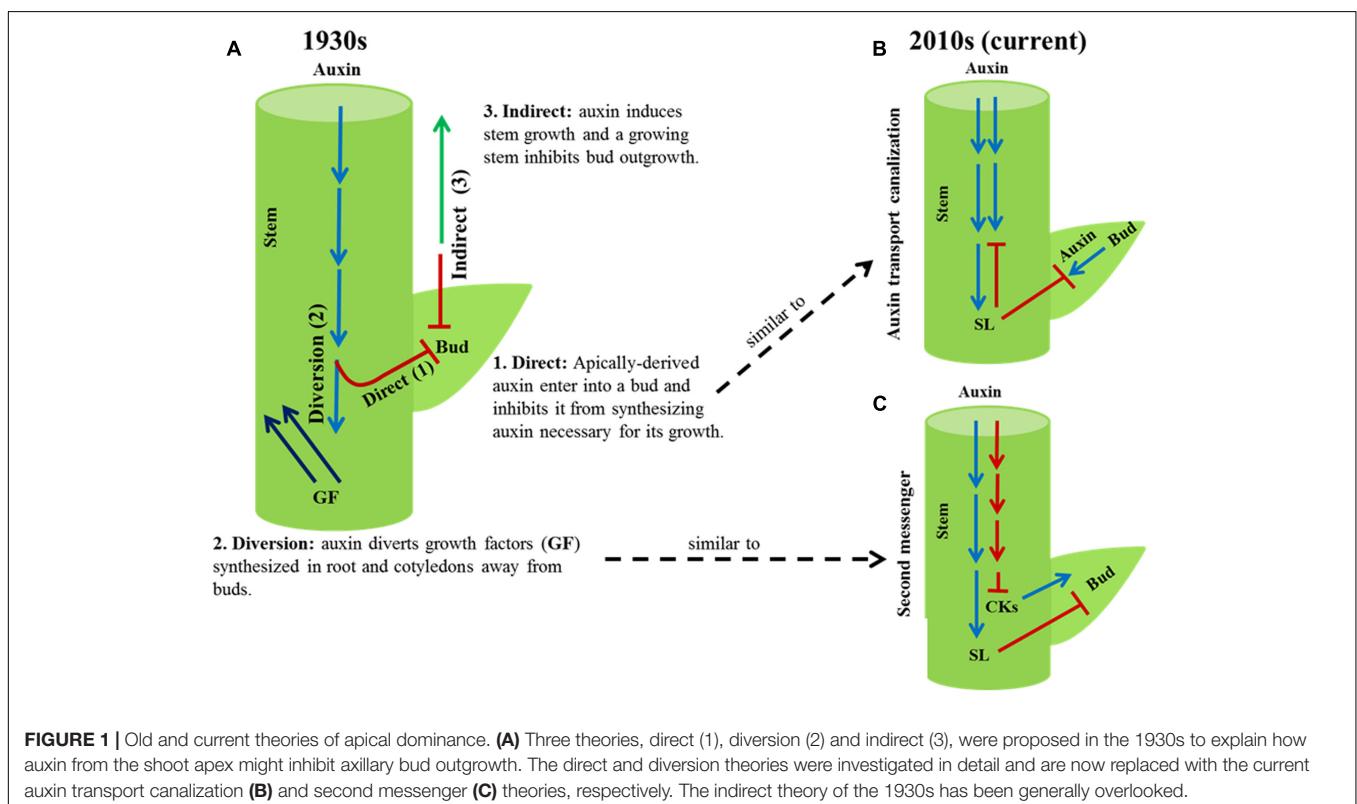 A
1930s
Auxin
Stem
Diversion (2)
Direct (1)
Bud
Indirect (3)
GF
3. Indirect: auxin induces
stem growth and a growing
stem inhibits bud outgrowth.
1. Direct: Apically-derived
auxin enter into a bud and
inhibits it from synthesizing
auxin necessary for its growth.
2. Diversion: auxin diverts growth factors (GF)
synthesized in root and cotyledons away from
buds.
similar to
similar to
B
2010s (current)
Auxin
Auxin transport canalization
Stem
Auxin
Bud
SL
C
Auxin
Second messenger
Stem
CKs
Bud
SL
FIGURE 1 | Old and current theories of apical dominance. (A) Three theories, direct (1), diversion (2) and indirect (3), were proposed in the 1930s to explain how
auxin from the shoot apex might inhibit axillary bud outgrowth. The direct and diversion theories were investigated in detail and are now replaced with the current
auxin transport canalization (B) and second messenger (C) theories, respectively. The indirect theory of the 1930s has been generally overlooked.